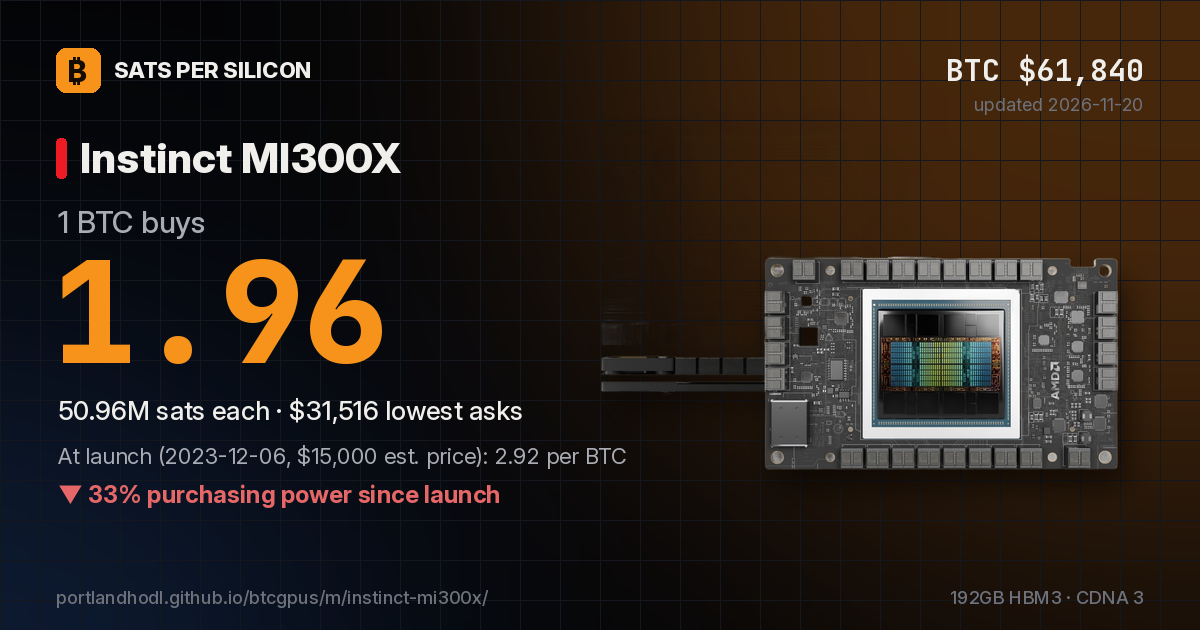 ₿ SATS PER SILICON
BTC $61,840
updated 2026-11-20
Instinct MI300X
1 BTC buys
1.96
50.96M sats each · $31,516 lowest asks
At launch (2023-12-06, $15,000 est. price): 2.92 per BTC
▼ 33% purchasing power since launch
AMD
portlandhodl.github.io/btcgpus/m/instinct-mi300x/
192GB HBM3 · CDNA 3